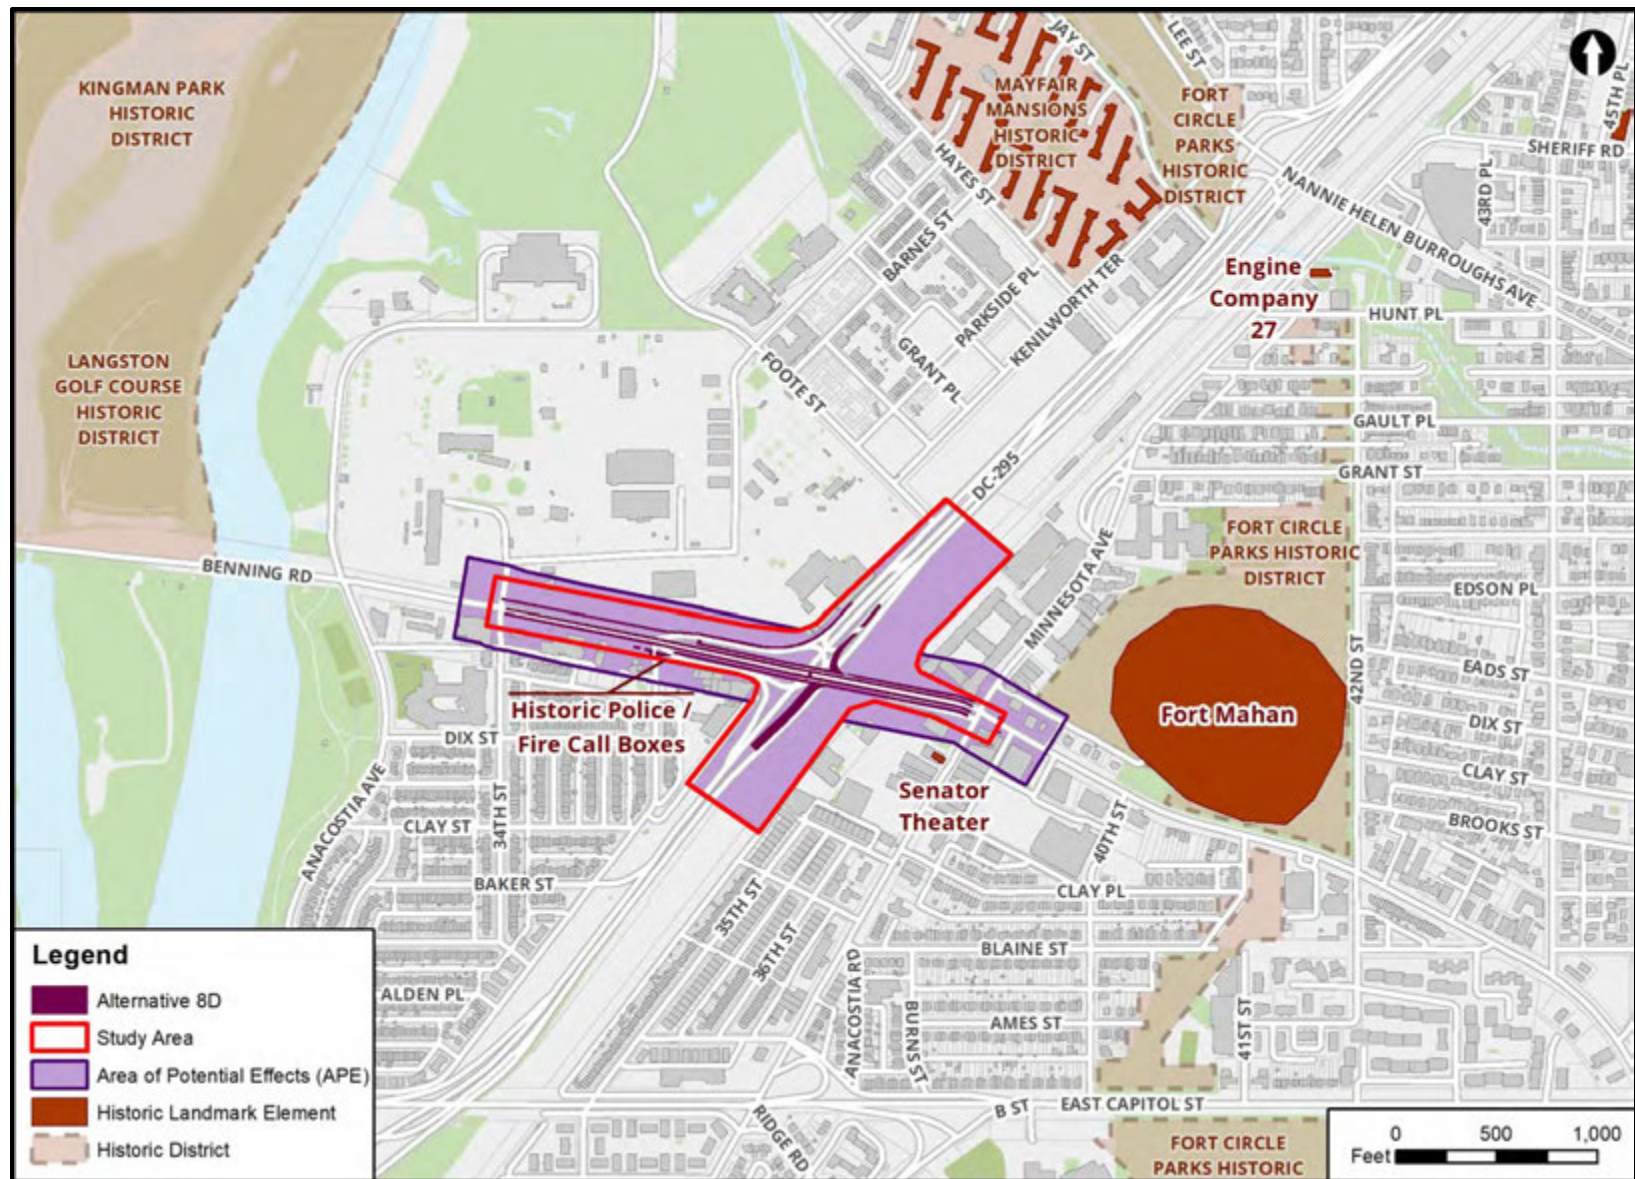 JAY ST
LEE ST
45TH PL
KINGMAN PARK
HISTORIC
DISTRICT
MAYFAIR
MANSIONS
HISTORIC
DISTRICT
FORT
CIRCLE
PARKS
HISTORIC
DISTRICT
SHERIFF RD
43RD PL
NANNIE HELEN BURROUGHS AVE
HAYES ST
BARNES ST
PARKSIDE PL
KENILWORTH TER
Engine
Company
27
HUNT PL
GRANT PL
FOOTE ST
LANGSTON
GOLF COURSE
HISTORIC
DISTRICT
GAULT PL
GRANT ST
DC-295
FORT CIRCLE
PARKS HISTORIC
DISTRICT
MINNESOTA AVE
BENNING RD
EDSON PL
EADS ST
42ND ST
Fort Mahan
DIX ST
Historic Police /
Fire Call Boxes
DIX ST
CLAY ST
Senator
Theater
BROOKS ST
ANACOSTIA AVE
34TH ST
CLAY ST
40TH ST
BAKER ST
CLAY PL
35TH ST
36TH ST
BLAINE ST
ALDEN PL
ANACOSTIA RD
BURNS ST
AMES ST
41ST ST
B ST
EAST CAPITOL ST
RIDGE RD
FORT CIRCLE
PARKS HISTORIC
Legend
Alternative 8D
Study Area
Area of Potential Effects (APE)
Historic Landmark Element
Historic District
0 500 1,000
Feet